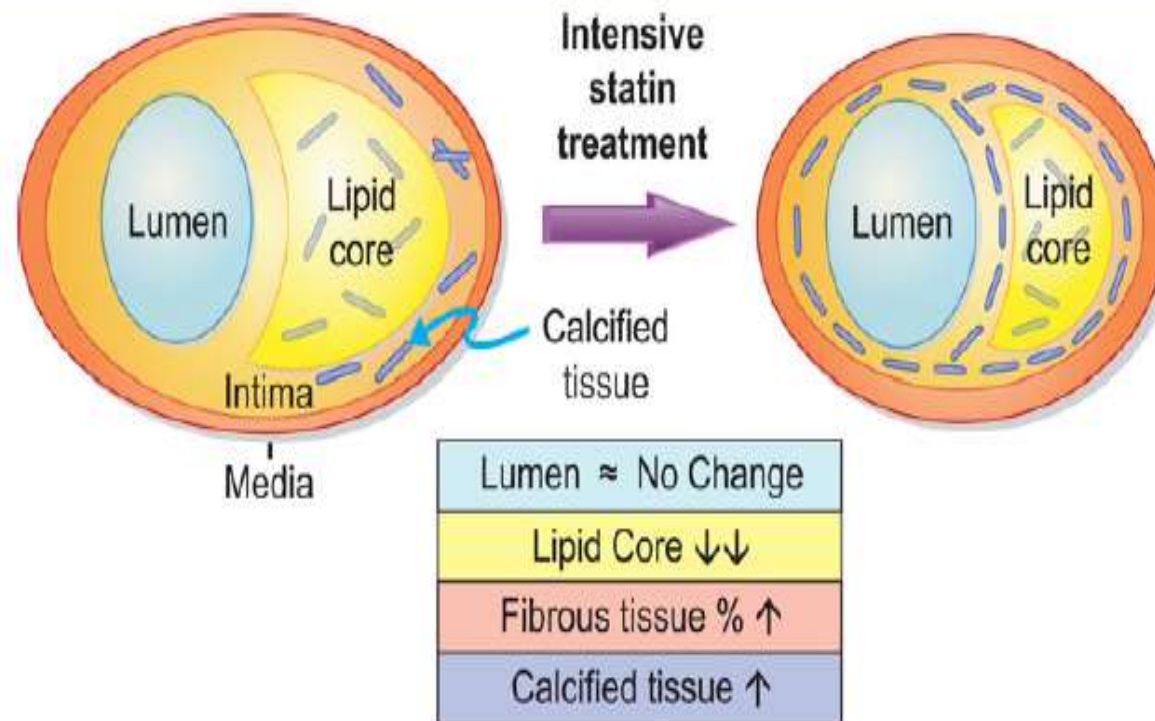 Intensive
statin
treatment
Lumen
Lipid
core
Intima
Media
Calcified
tissue
Lumen
Lipid
core
Lumen ≈ No Change
Lipid Core ↓↓
Fibrous tissue % ↑
Calcified tissue ↑